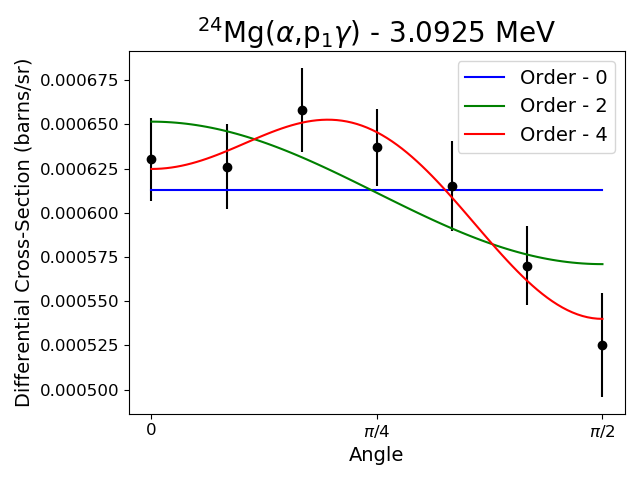 ²⁴Mg(α,p₁γ) - 3.0925 MeV
Differential Cross-Section (barns/sr)
0.000675
0.000650
0.000625
0.000600
0.000575
0.000550
0.000525
0.000500
Order - 0
Order - 2
Order - 4
0 π/4 π/2
Angle